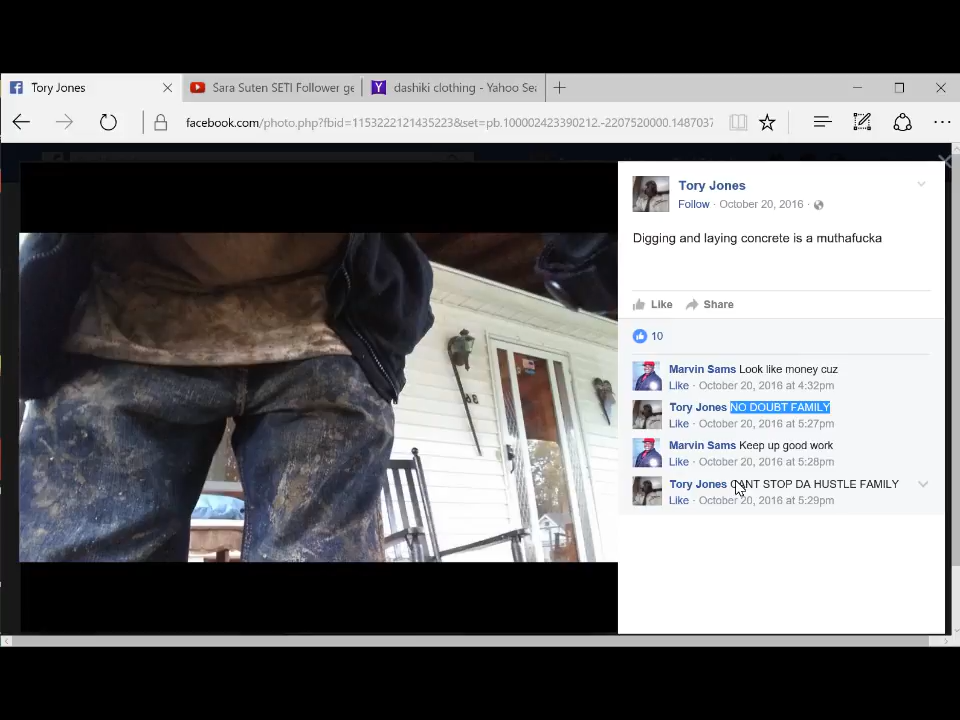 Tory Jones
Sara Suten SETI Follower ge
dashiki clothing - Yahoo Sea
facebook.com/photo.php?fbid=1153222121435223&set=pb.100002423390212.-2207520000.1487037
Tory Jones
Follow · October 20, 2016 ·
Digging and laying concrete is a muthafucka
Like Share
10
Marvin Sams Look like money cuz
Like · October 20, 2016 at 4:32pm
Tory Jones NO DOUBT FAMILY
Like · October 20, 2016 at 5:27pm
Marvin Sams Keep up good work
Like · October 20, 2016 at 5:28pm
Tory Jones CANT STOP DA HUSTLE FAMILY
Like · October 20, 2016 at 5:29pm